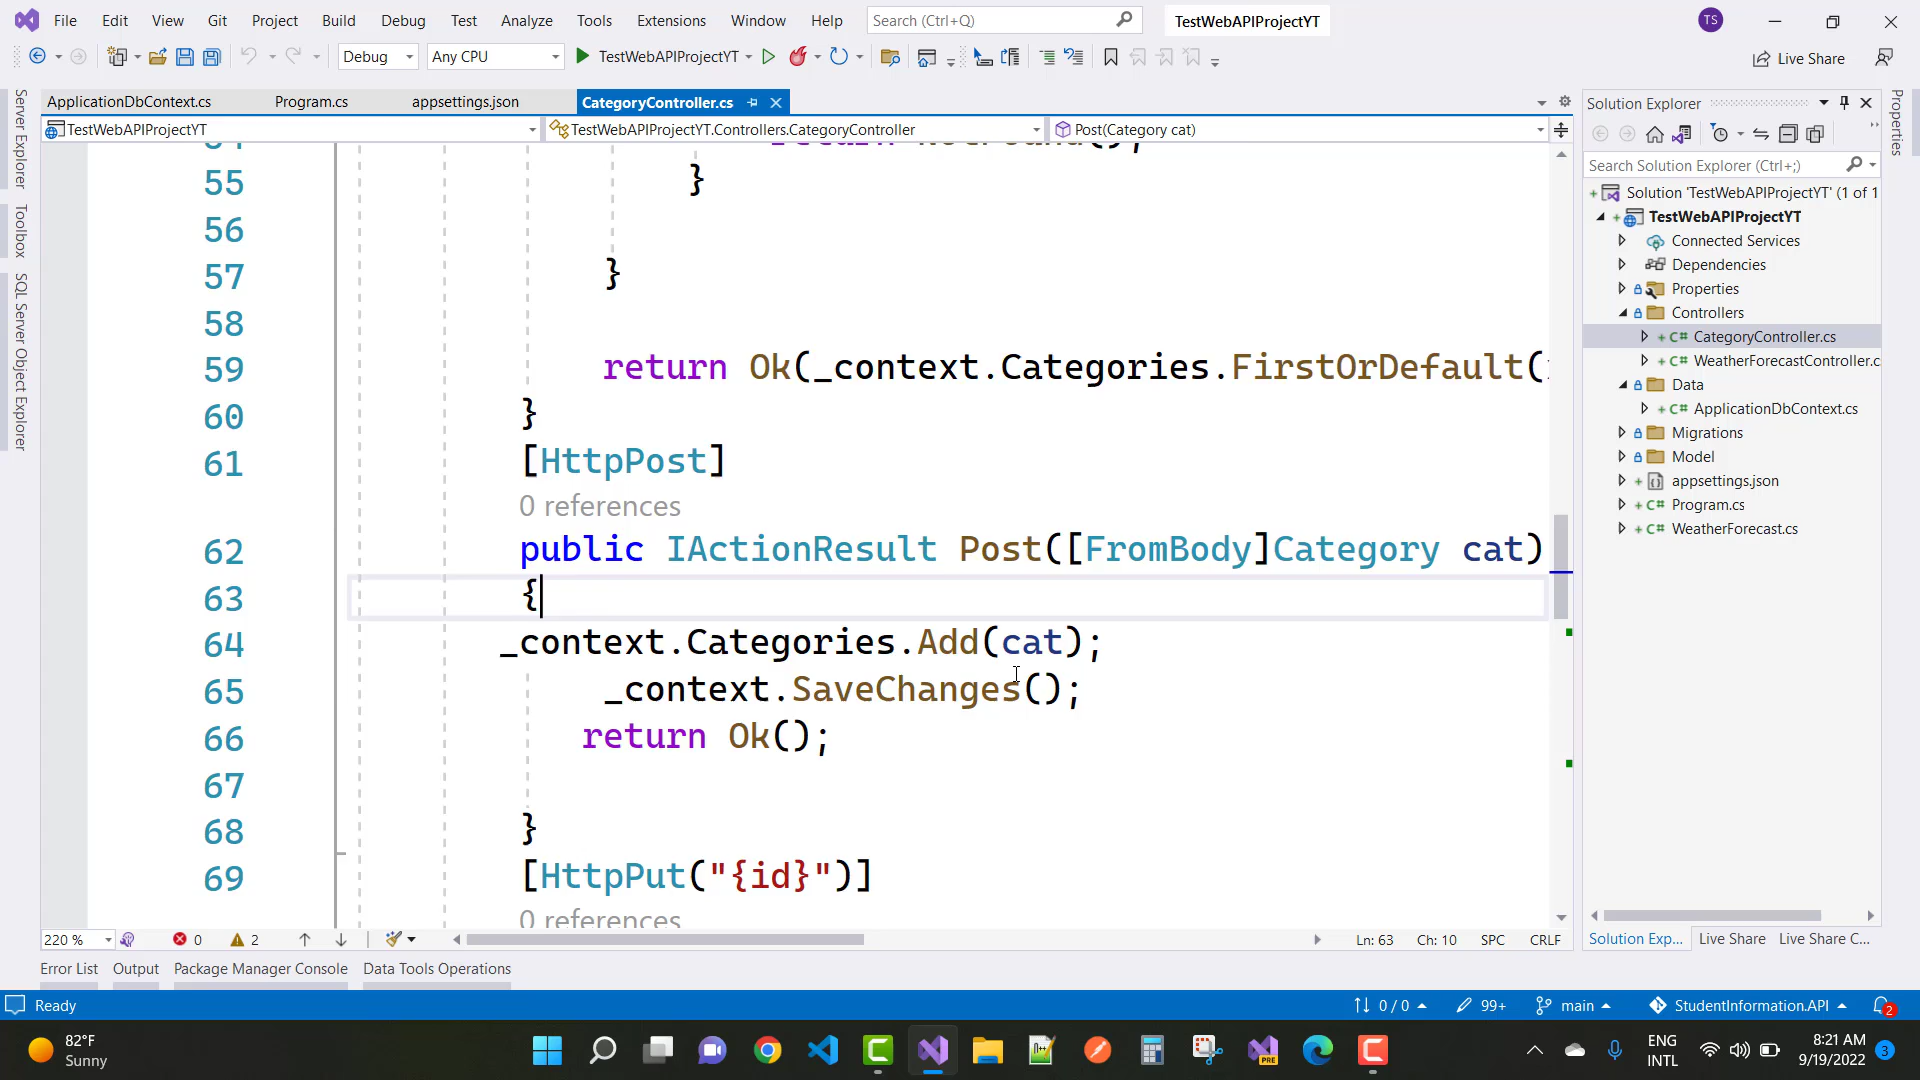 File Edit View Git Project Build Debug Test Analyze Tools Extensions Window Help Search (Ctrl+Q) TestWebAPIProjectYT TS
Debug Any CPU TestWebAPIProjectYT Live Share
ApplicationDbContext.cs Program.cs appsettings.json CategoryController.cs
TestWebAPIProjectYT TestWebAPIProjectYT.Controllers.CategoryController Post(Category cat)
55 }
56
57 }
58
59 return Ok(_context.Categories.FirstOrDefault(
60 }
61 [HttpPost]
0 references
62 public IActionResult Post([FromBody]Category cat)
63 {
64 _context.Categories.Add(cat);
65 _context.SaveChanges();
66 return Ok();
67
68 }
69 [HttpPut("{id}")]
0 references
220 % 0 2 Ln: 63 Ch: 10 SPC CRLF
Error List Output Package Manager Console Data Tools Operations
Ready 0 / 0 99+ main StudentInformation.API 2
Server Explorer
Toolbox
SQL Server Object Explorer
Solution Explorer
Search Solution Explorer (Ctrl+;)
Solution 'TestWebAPIProjectYT' (1 of 1
TestWebAPIProjectYT
Connected Services
Dependencies
Properties
Controllers
C# CategoryController.cs
C# WeatherForecastController.c
Data
C# ApplicationDbContext.cs
Migrations
Model
appsettings.json
C# Program.cs
C# WeatherForecast.cs
Solution Exp... Live Share Live Share C...
Properties
82°F
Sunny
PRE
ENG
INTL
8:21 AM
9/19/2022
3